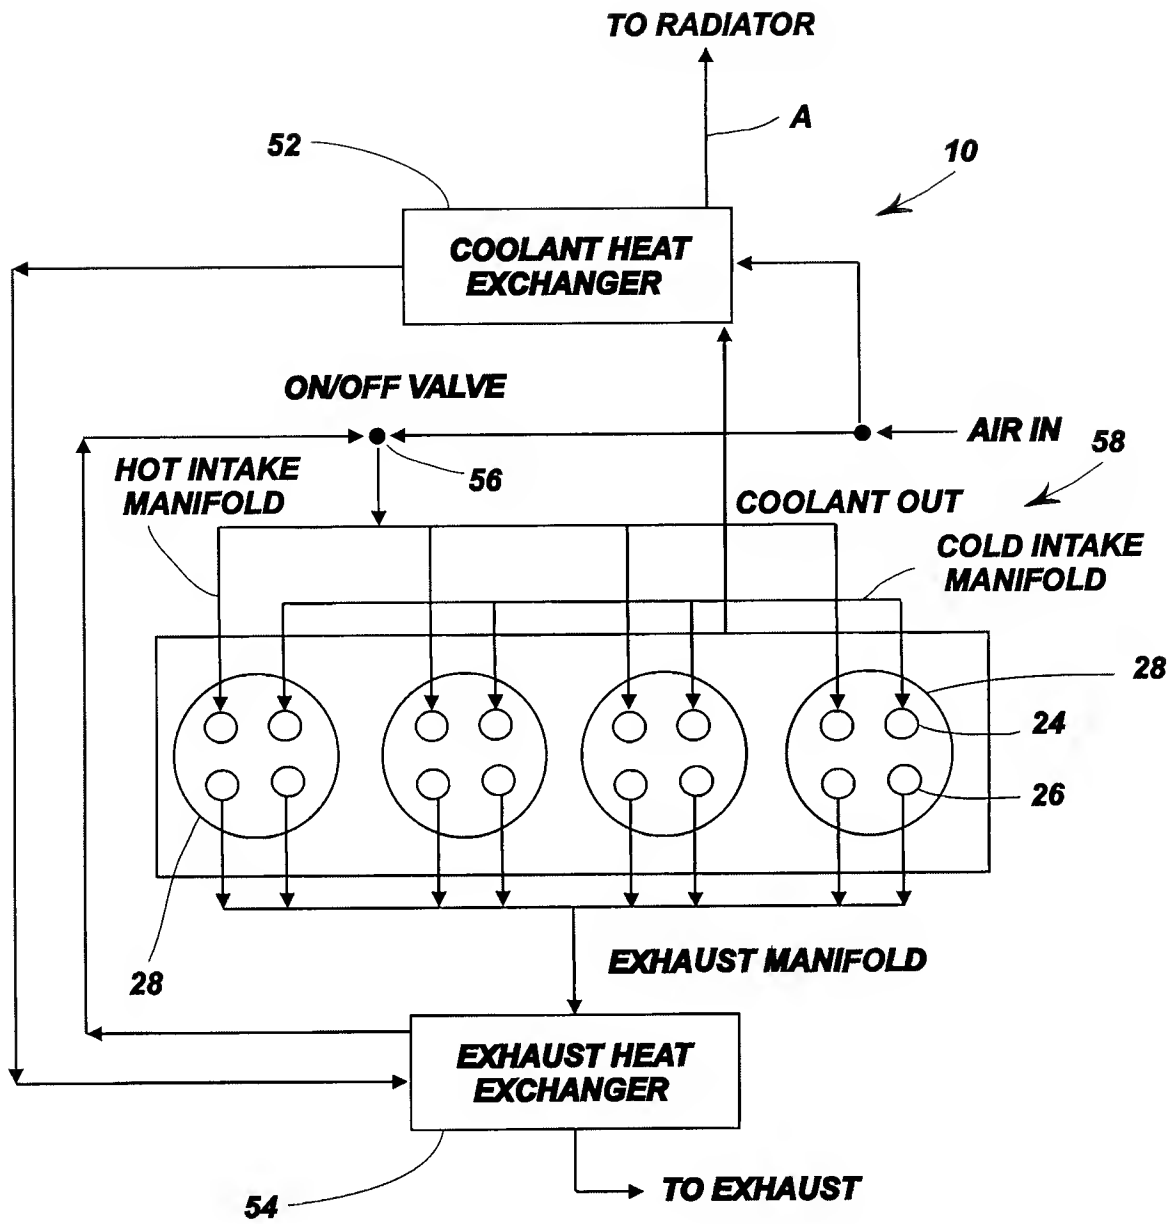 TO RADIATOR
A
52
10
COOLANT HEAT
EXCHANGER
ON/OFF VALVE
AIR IN
58
HOT INTAKE
MANIFOLD
56
COOLANT OUT
COLD INTAKE
MANIFOLD
28
24
26
28
EXHAUST MANIFOLD
EXHAUST HEAT
EXCHANGER
54
TO EXHAUST